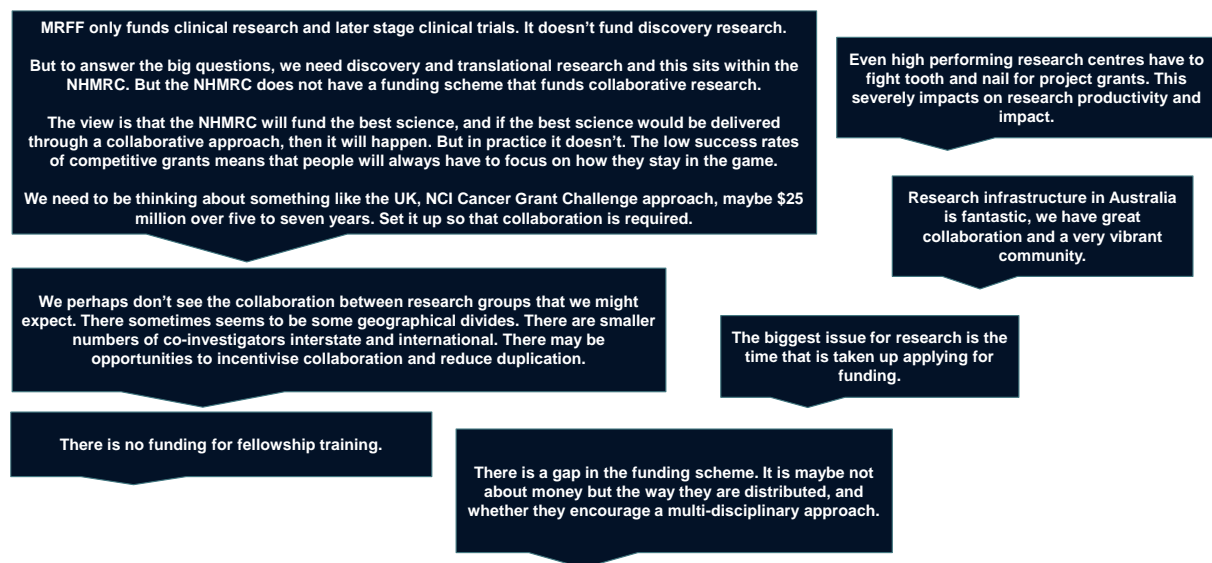 MRFF only funds clinical research and later stage clinical trials. It doesn't fund discovery research.
But to answer the big questions, we need discovery and translational research and this sits within the
NHMRC. But the NHMRC does not have a funding scheme that funds collaborative research.
The view is that the NHMRC will fund the best science, and if the best science would be delivered
through a collaborative approach, then it will happen. But in practice it doesn't. The low success rates
of competitive grants means that people will always have to focus on how they stay in the game.
We need to be thinking about something like the UK, NCI Cancer Grant Challenge approach, maybe $25
million over five to seven years. Set it up so that collaboration is required.
Even high performing research centres have to
fight tooth and nail for project grants. This
severely impacts on research productivity and
impact.
Research infrastructure in Australia
is fantastic, we have great
collaboration and a very vibrant
community.
We perhaps don't see the collaboration between research groups that we might
expect. There sometimes seems to be some geographical divides. There are smaller
numbers of co-investigators interstate and international. There may be
opportunities to incentivise collaboration and reduce duplication.
The biggest issue for research is the
time that is taken up applying for
funding.
There is no funding for fellowship training.
There is a gap in the funding scheme. It is maybe not
about money but the way they are distributed, and
whether they encourage a multi-disciplinary approach.